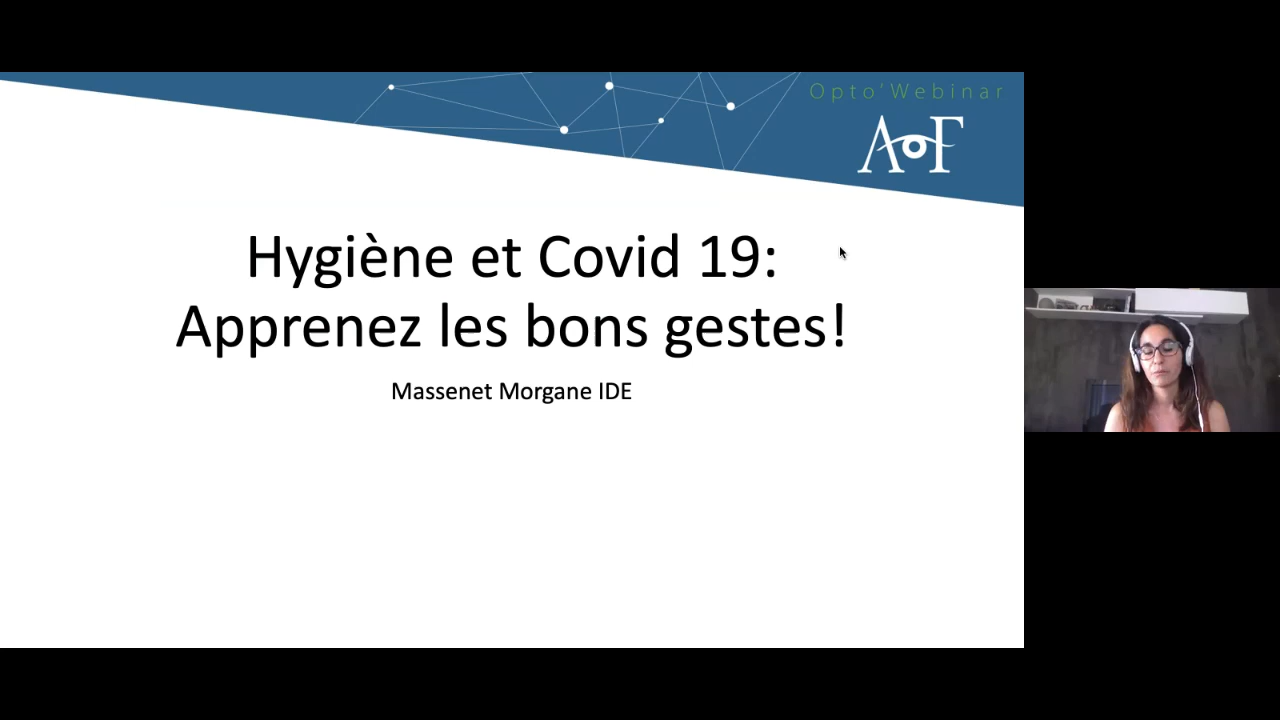 Opto'Webinar
AoF
Hygiène et Covid 19:
Apprenez les bons gestes!
Massenet Morgane IDE